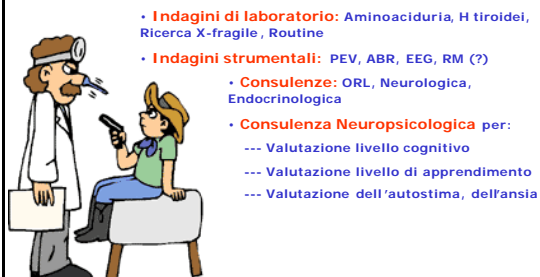 • Indagini di laboratorio: Aminoaciduria, H tiroidei,
Ricerca X-fragile, Routine
• Indagini strumentali: PEV, ABR, EEG, RM (?)
• Consulenze: ORL, Neurologica,
Endocrinologica
• Consulenza Neuropsicologica per:
--- Valutazione livello cognitivo
--- Valutazione livello di apprendimento
--- Valutazione dell'autostima, dell'ansia